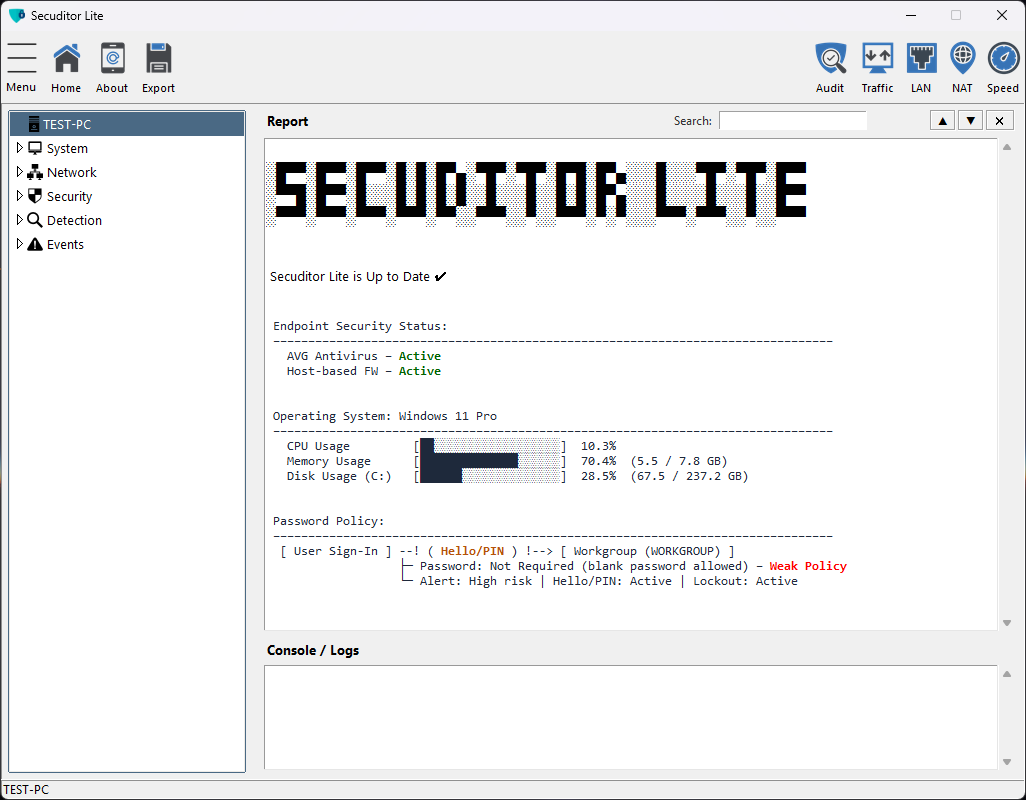 Secuditor Lite
Menu Home About Export Audit Traffic LAN NAT Speed
TEST-PC
System
Network
Security
Detection
Events
Report Search:
SECUDITOR LITE
Secuditor Lite is Up to Date ✔
Endpoint Security Status:
--------------------------------------------------------------------------------
AVG Antivirus – Active
Host-based FW – Active
Operating System: Windows 11 Pro
--------------------------------------------------------------------------------
CPU Usage [██░░░░░░░░░░░░░░░░░░] 10.3%
Memory Usage [██████████████░░░░░░] 70.4% (5.5 / 7.8 GB)
Disk Usage (C:) [██████░░░░░░░░░░░░░░] 28.5% (67.5 / 237.2 GB)
Password Policy:
--------------------------------------------------------------------------------
[ User Sign-In ] --! ( Hello/PIN ) !--> [ Workgroup (WORKGROUP) ]
├─ Password: Not Required (blank password allowed) – Weak Policy
└─ Alert: High risk | Hello/PIN: Active | Lockout: Active
Console / Logs
TEST-PC